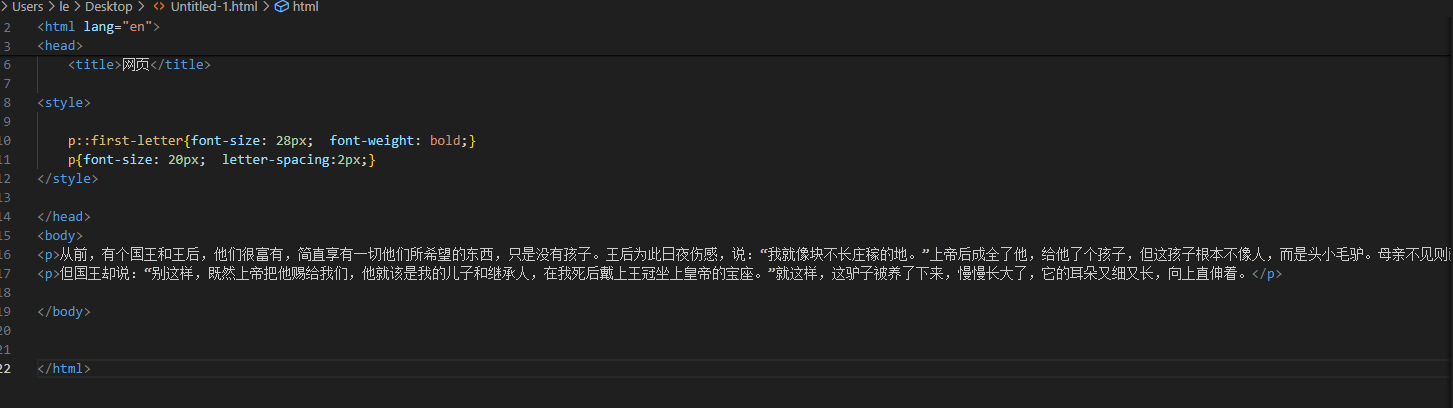 > Users > le > Desktop > <> Untitled-1.html > html
2 <html lang="en">
3 <head>
6 <title>网页</title>
7
8 <style>
9
10 p::first-letter{font-size: 28px; font-weight: bold;}
11 p{font-size: 20px; letter-spacing:2px;}
12 </style>
13
14 </head>
15 <body>
16 <p>从前，有个国王和王后，他们很富有，简直享有一切他们所希望的东西，只是没有孩子。王后为此日夜伤感，说：“我就像块不长庄稼的地。”上帝后成全了他，给他了个孩子，但这孩子根本不像人，而是头小毛驴。母亲不见则
17 <p>但国王却说：“别这样，既然上帝把他赐给我们，他就该是我的儿子和继承人，在我死后戴上王冠坐上皇帝的宝座。”就这样，这驴子被养了下来，慢慢长大了，它的耳朵又细又长，向上直伸着。</p>
18
19 </body>
20
21
22 </html>